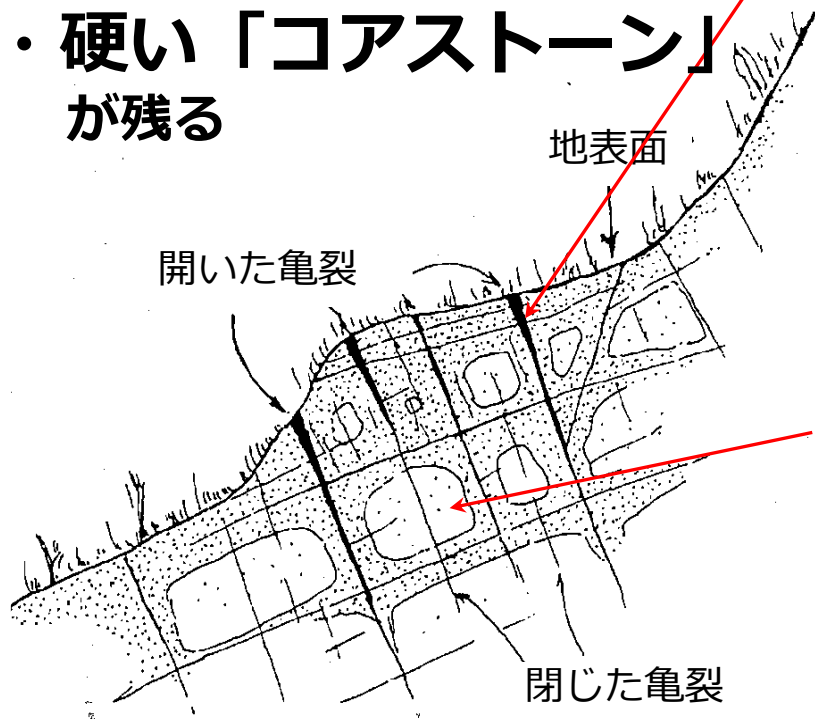 ・硬い「コアストーン」
が残る
地表面
開いた亀裂
閉じた亀裂